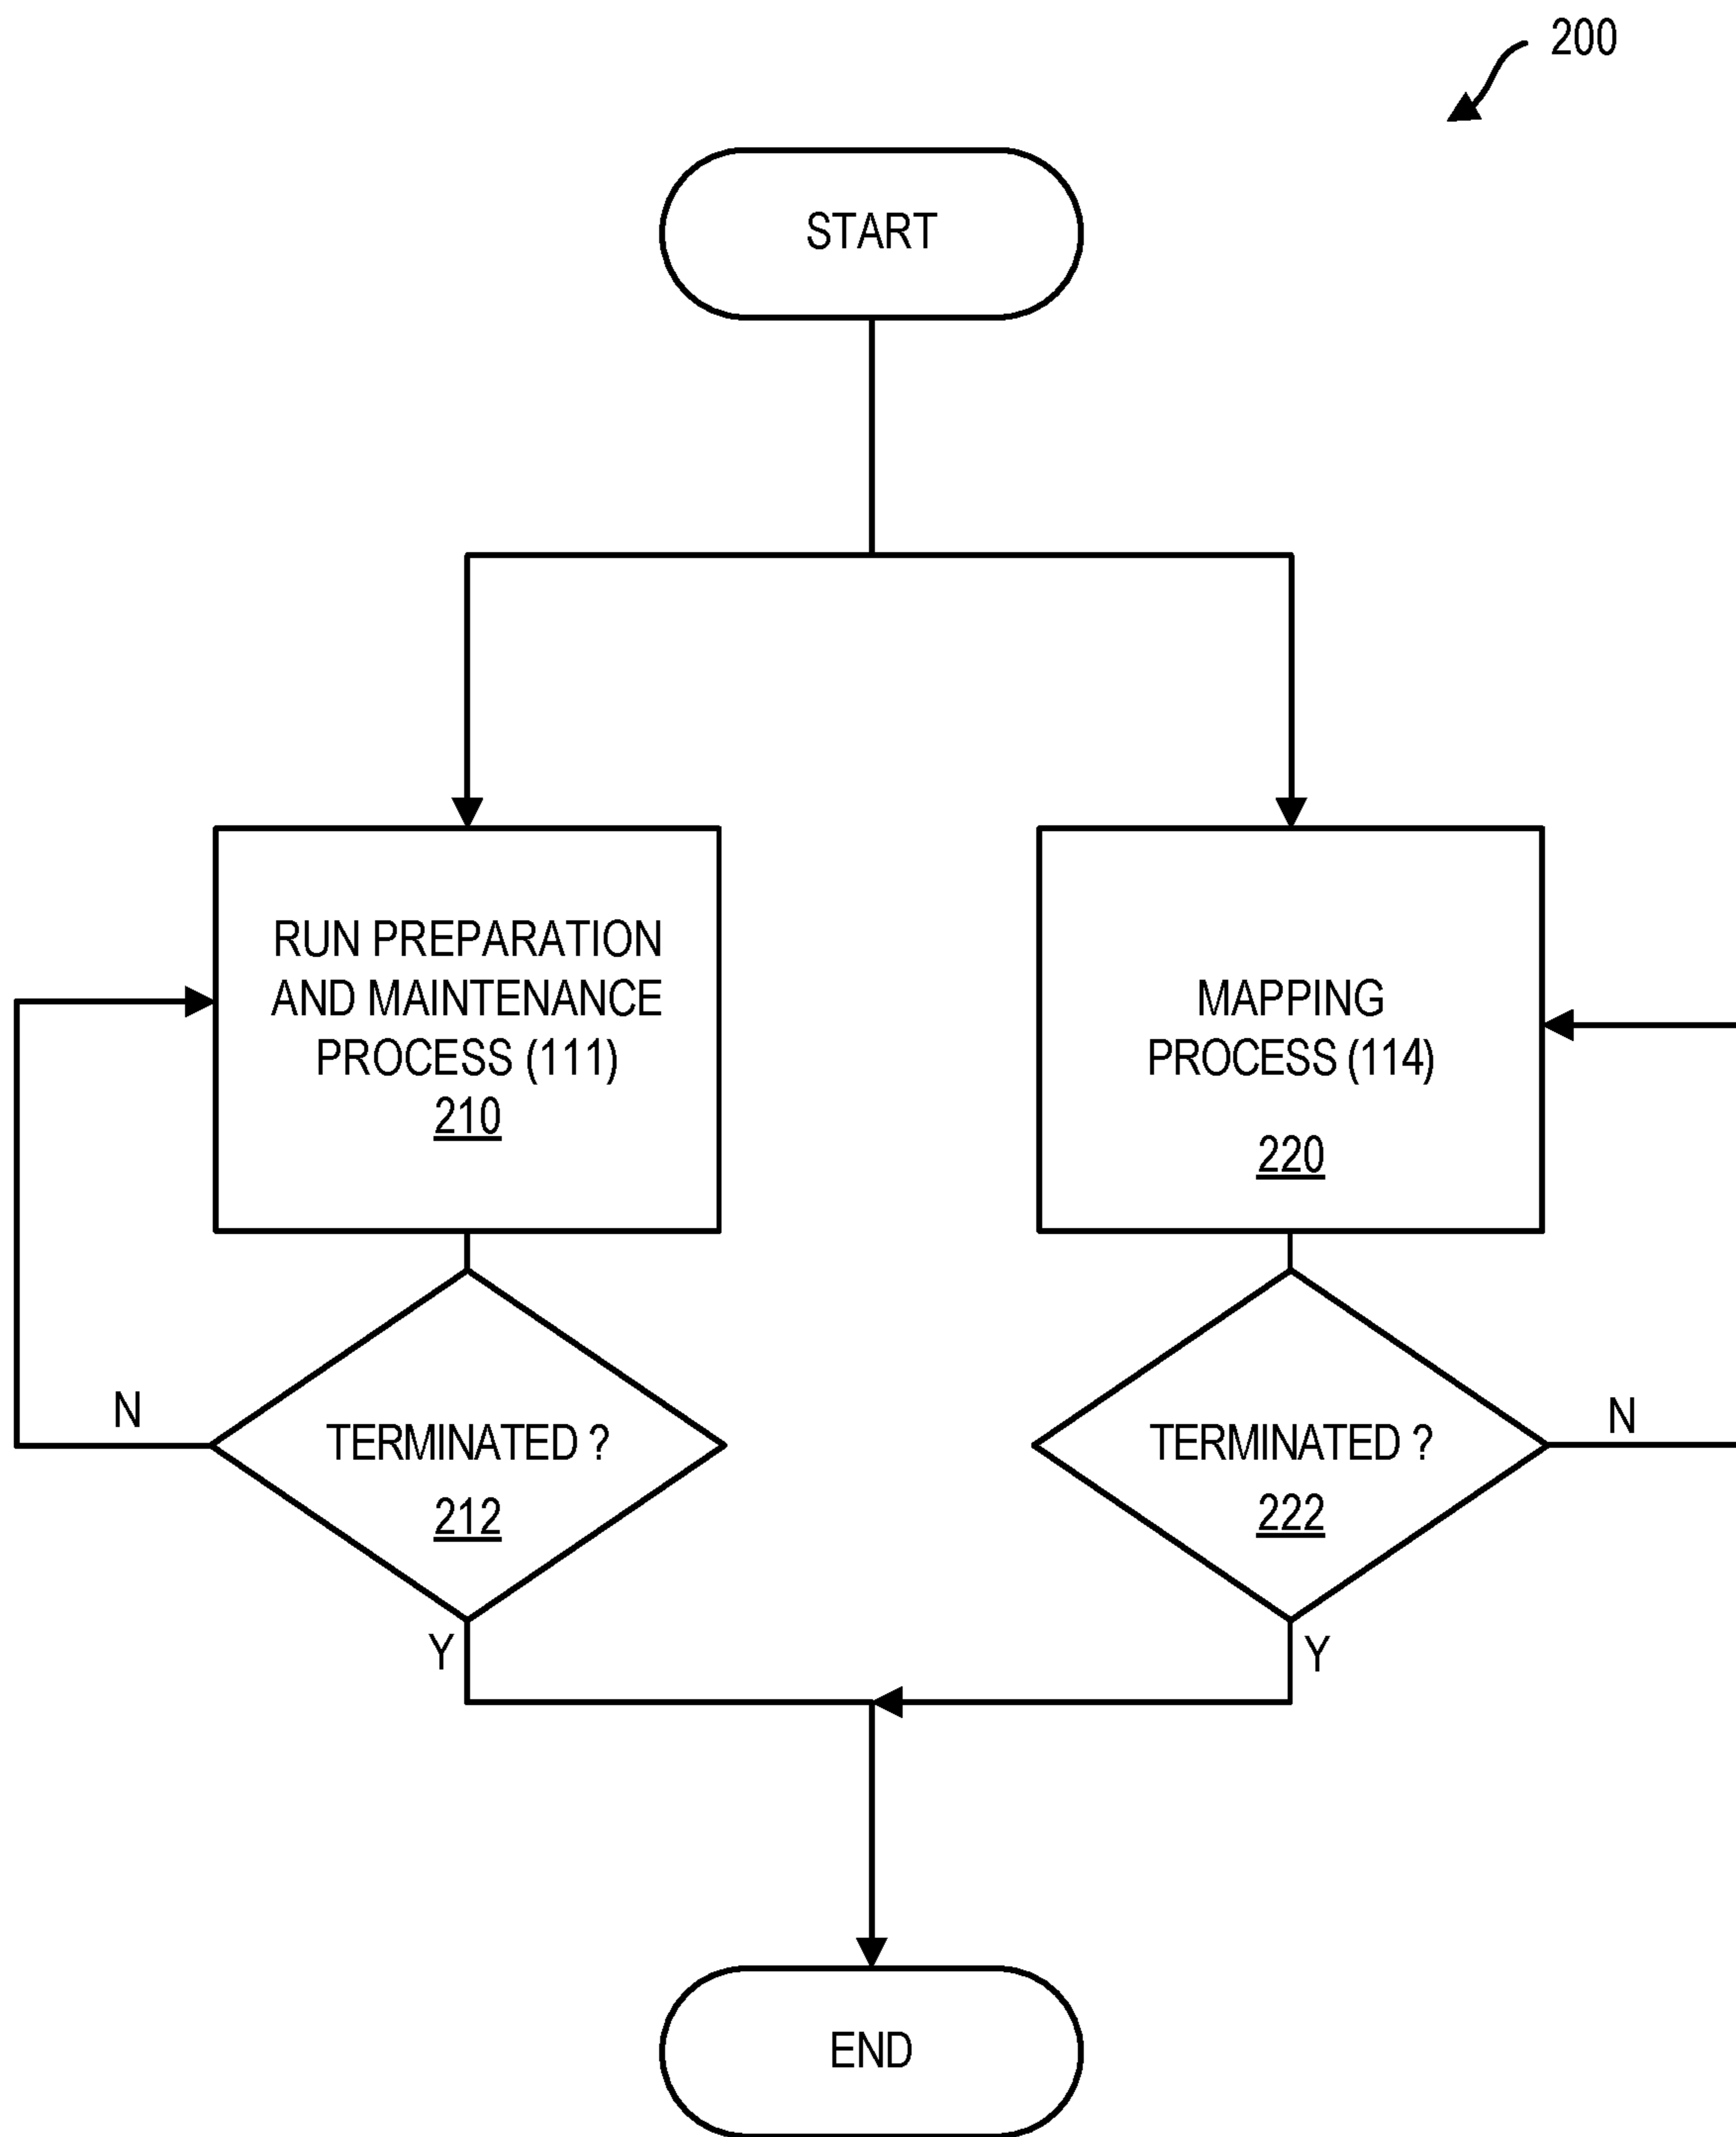 200
START
RUN PREPARATION
AND MAINTENANCE
PROCESS (111)
210
MAPPING
PROCESS (114)
220
N
TERMINATED ?
212
Y
TERMINATED ?
222
N
Y
END